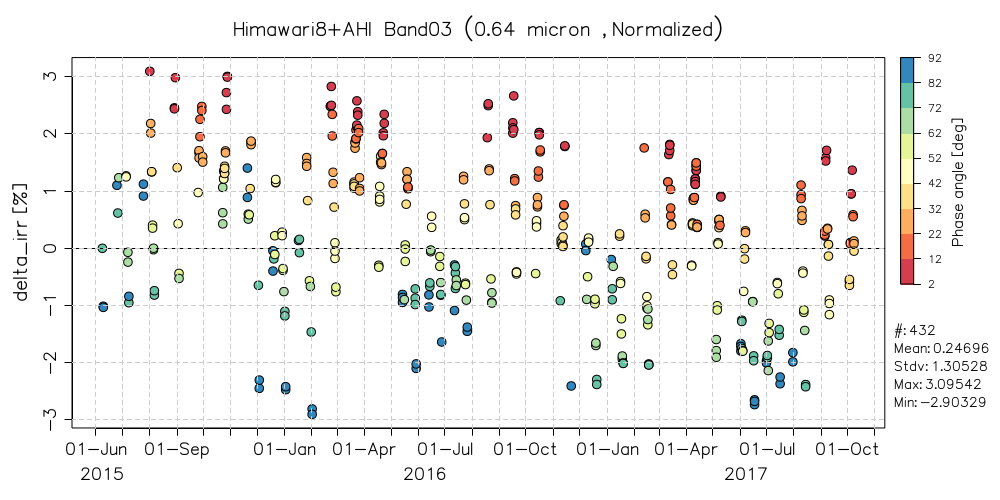 Himawari8+AHI Band03 (0.64 micron ,Normalized)
delta_irr [%]
3
2
1
0
−1
−2
−3
01−Jun 01−Sep 01−Jan 01−Apr 01−Jul 01−Oct 01−Jan 01−Apr 01−Jul 01−Oct
2015 2016 2017
92
82
72
62
52
42
32
22
12
2
Phase angle [deg]
#: 432
Mean: 0.24696
Stdv: 1.30528
Max: 3.09542
Min: −2.90329